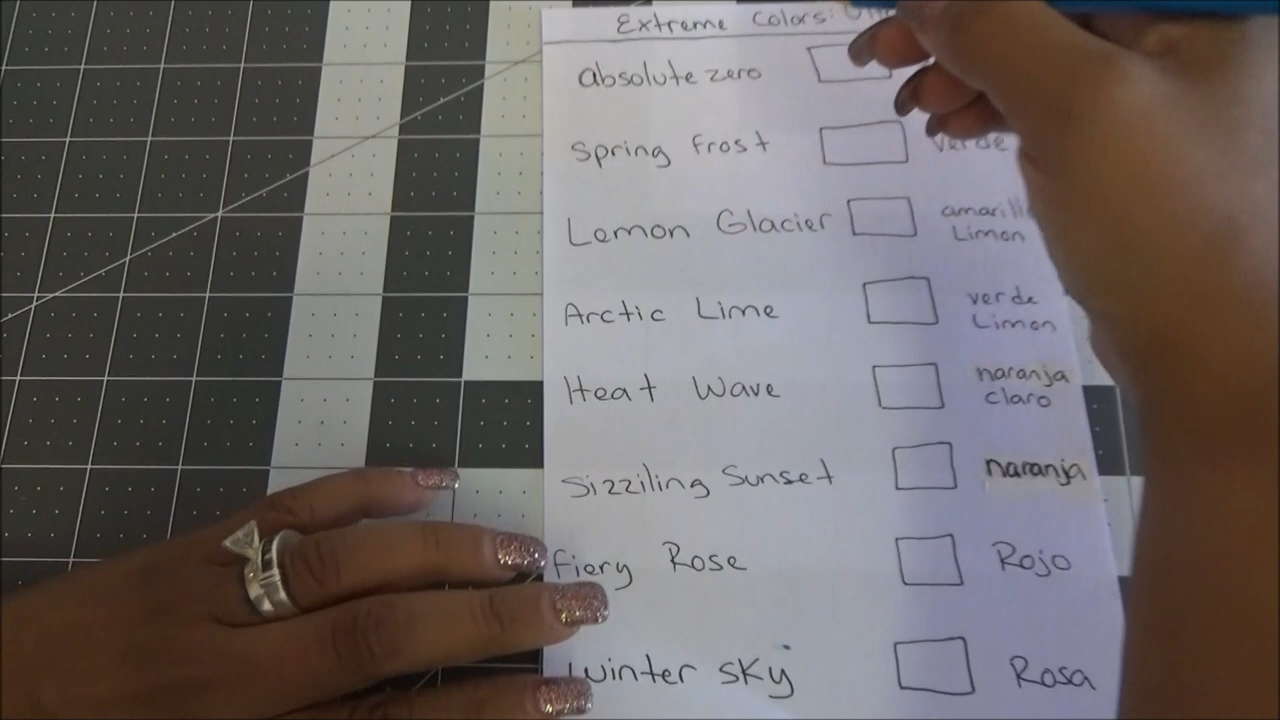 Extreme Colors:
absolute zero
Spring Frost verde
Lemon Glacier
Limon
Arctic Lime verde
Limon
Heat Wave naranja
claro
Sizziling Sunset naranja
Fiery Rose Rojo
Winter Sky Rosa